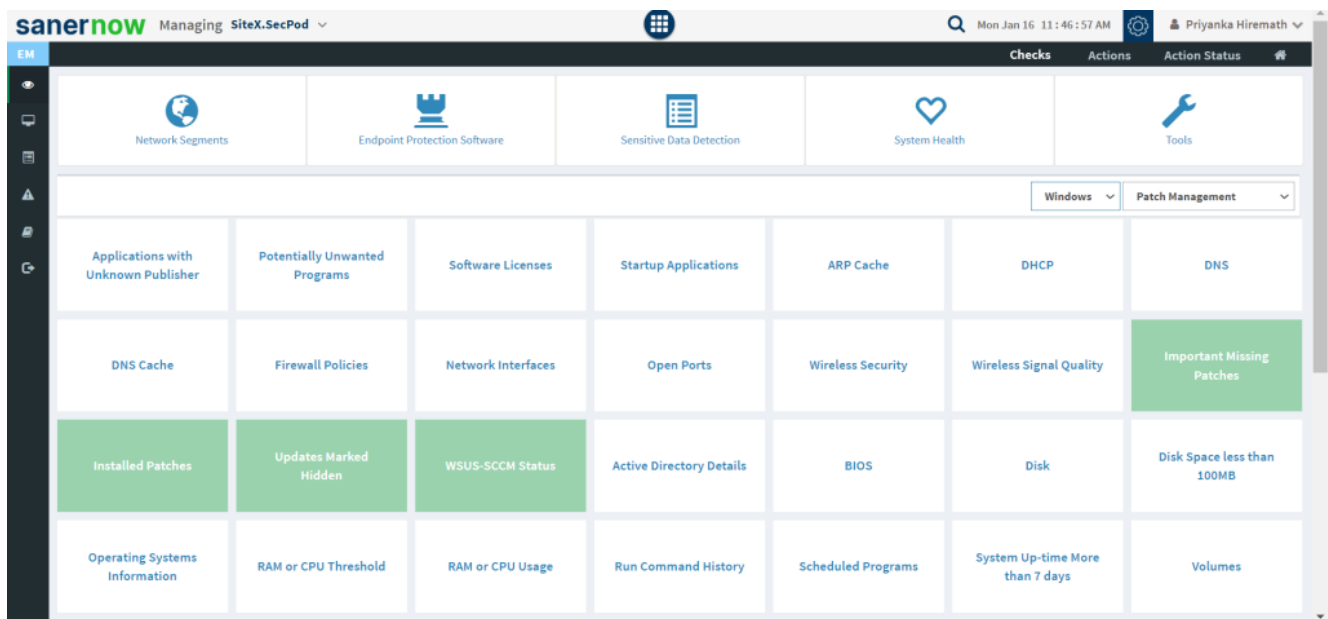 sanernow Managing SiteX.SecPod Mon Jan 16 11:46:57 AM Priyanka Hiremath
EM Checks Actions Action Status
Network Segments Endpoint Protection Software Sensitive Data Detection System Health Tools
Windows Patch Management
Applications with
Unknown Publisher
Potentially Unwanted
Programs
Software Licenses
Startup Applications
ARP Cache
DHCP
DNS
DNS Cache
Firewall Policies
Network Interfaces
Open Ports
Wireless Security
Wireless Signal Quality
Important Missing
Patches
Installed Patches
Updates Marked
Hidden
WSUS-SCCM Status
Active Directory Details
BIOS
Disk
Disk Space less than
100MB
Operating Systems
Information
RAM or CPU Threshold
RAM or CPU Usage
Run Command History
Scheduled Programs
System Up-time More
than 7 days
Volumes